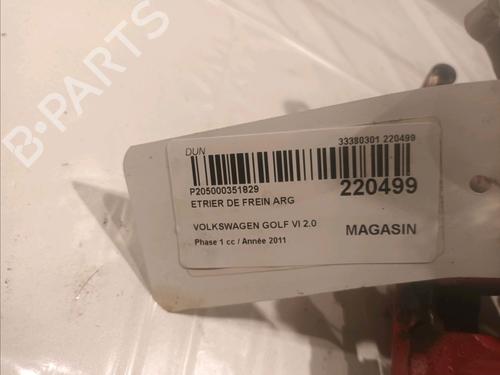 B-PARTS
DUN
33380301 220499
P205000351829
220499
ETRIER DE FREIN ARG
VOLKSWAGEN GOLF VI 2.0
MAGASIN
Phase 1 cc / Année 2011